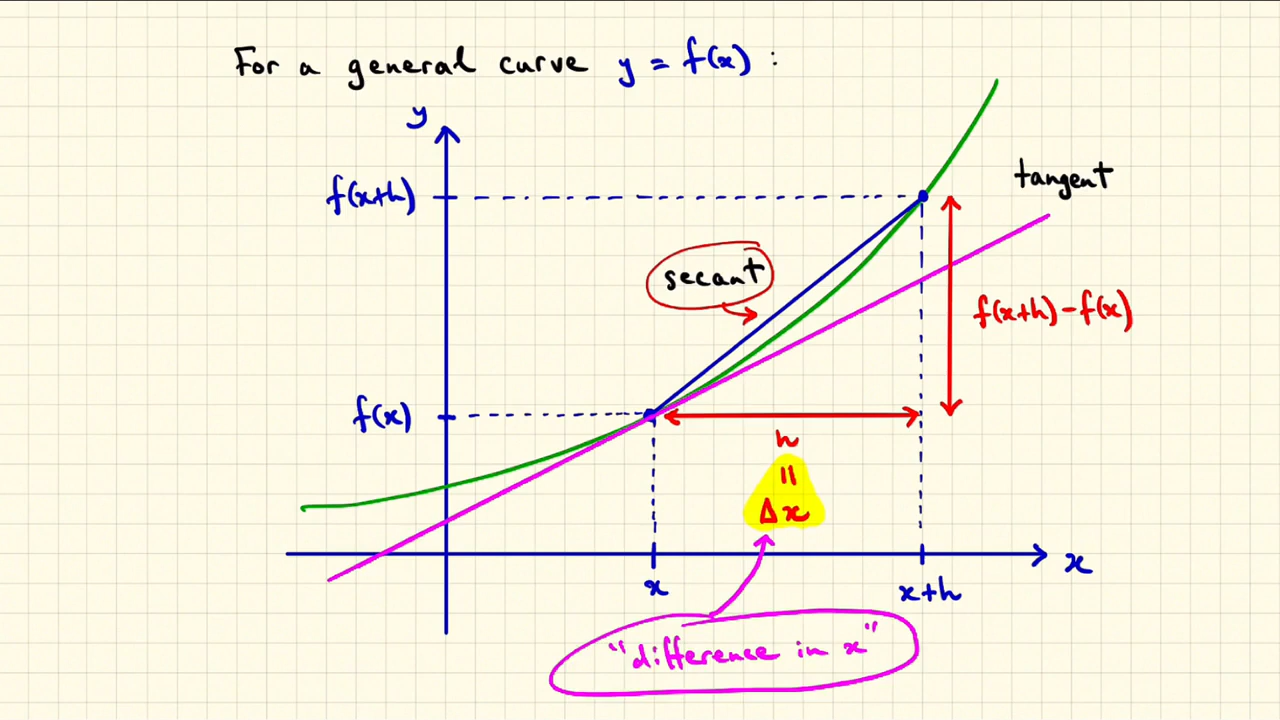 For a general curve y = f(x) :
y
f(x+h)
tangent
secant
f(x+h) - f(x)
f(x)
h
=
Δx
x
x
x+h
"difference in x"